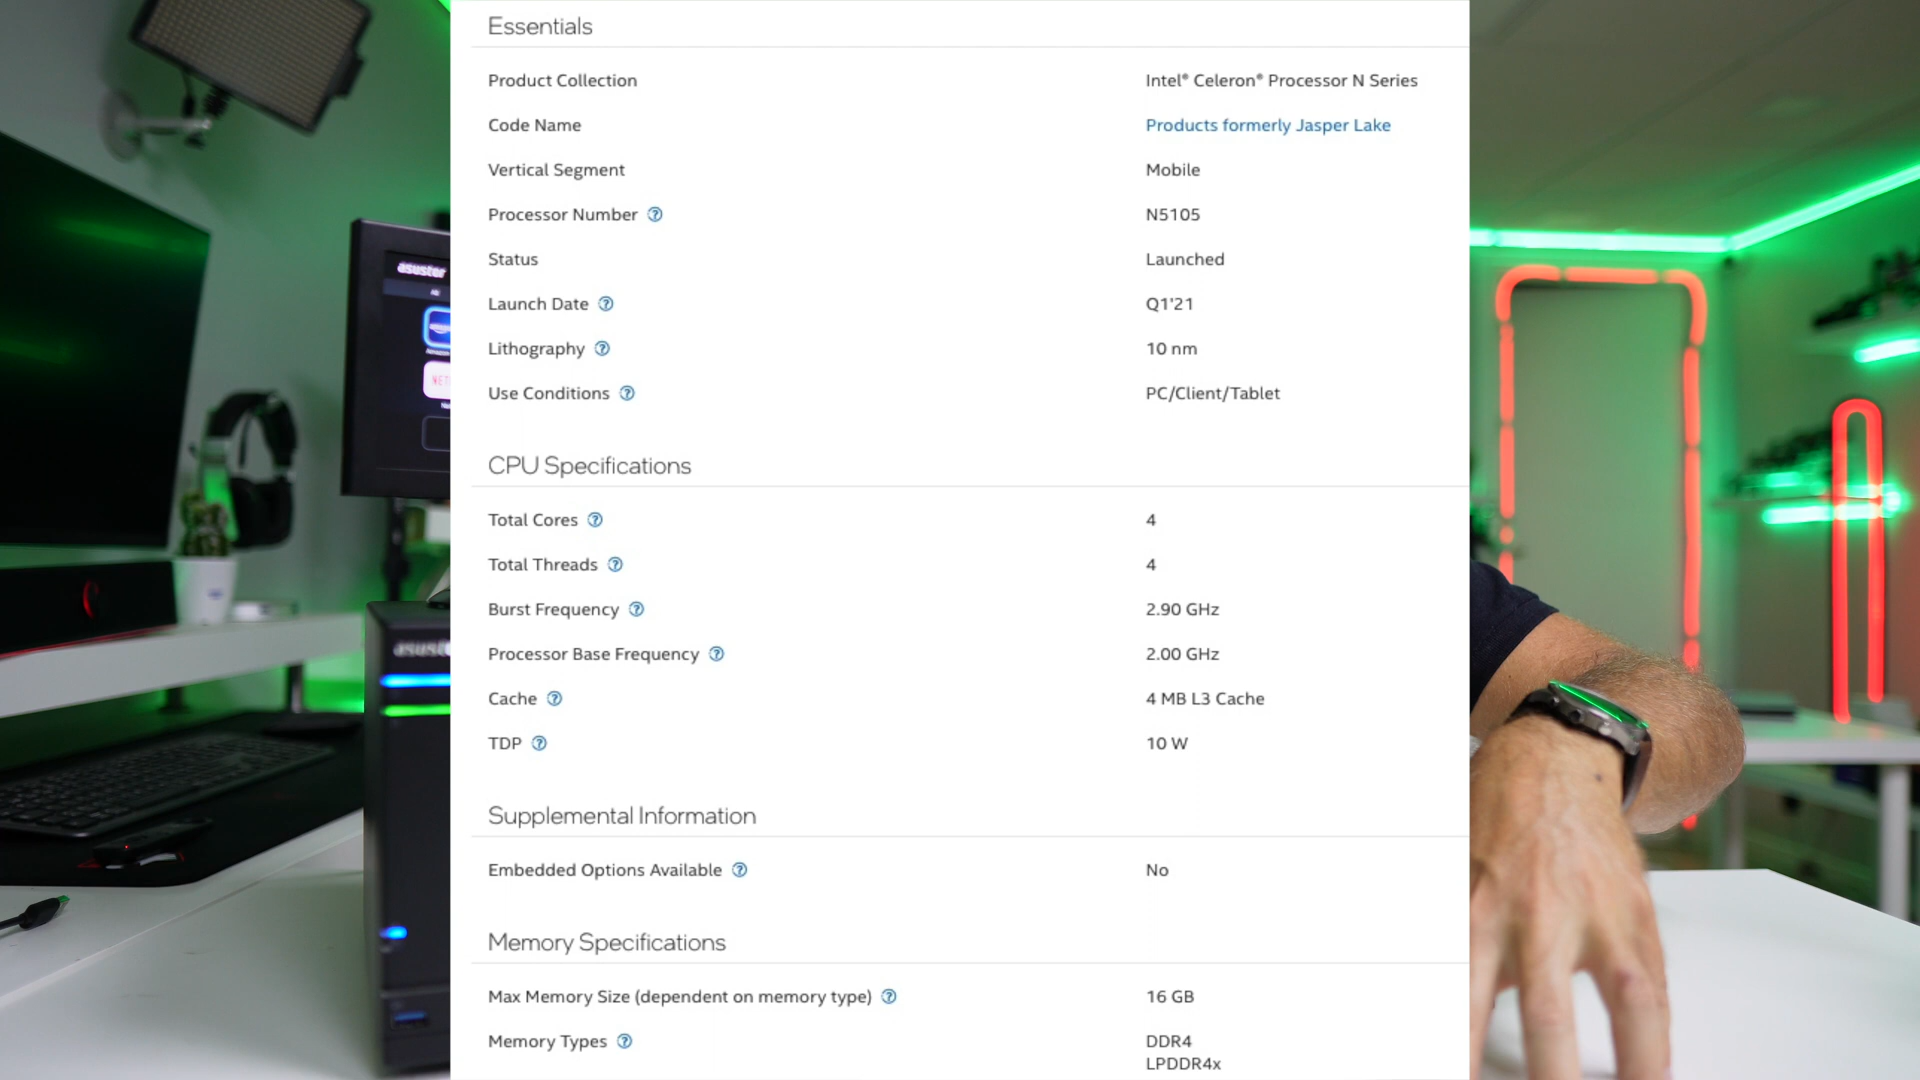 Essentials
Product Collection Intel® Celeron® Processor N Series
Code Name Products formerly Jasper Lake
Vertical Segment Mobile
Processor Number N5105
Status Launched
Launch Date Q1'21
Lithography 10 nm
Use Conditions PC/Client/Tablet
CPU Specifications
Total Cores 4
Total Threads 4
Burst Frequency 2.90 GHz
Processor Base Frequency 2.00 GHz
Cache 4 MB L3 Cache
TDP 10 W
Supplemental Information
Embedded Options Available No
Memory Specifications
Max Memory Size (dependent on memory type) 16 GB
Memory Types DDR4
LPDDR4x
asustor